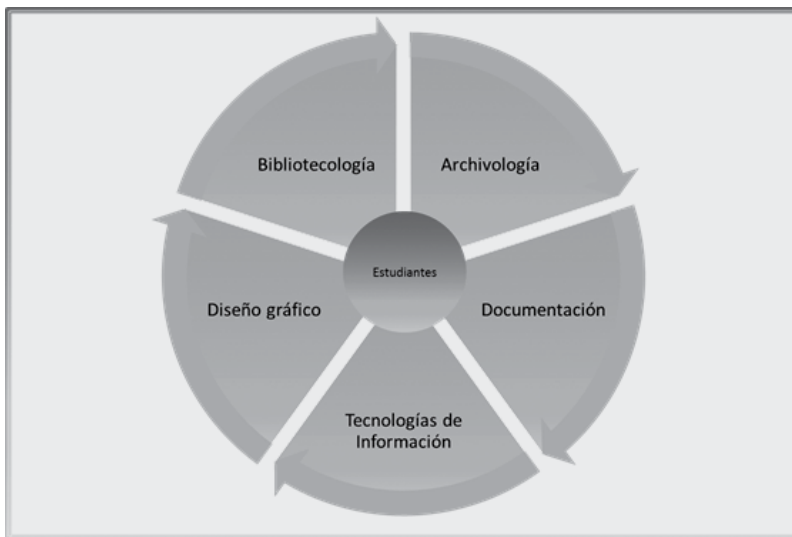 Bibliotecología
Archivología
Estudiantes
Diseño gráfico
Documentación
Tecnologías de
Información